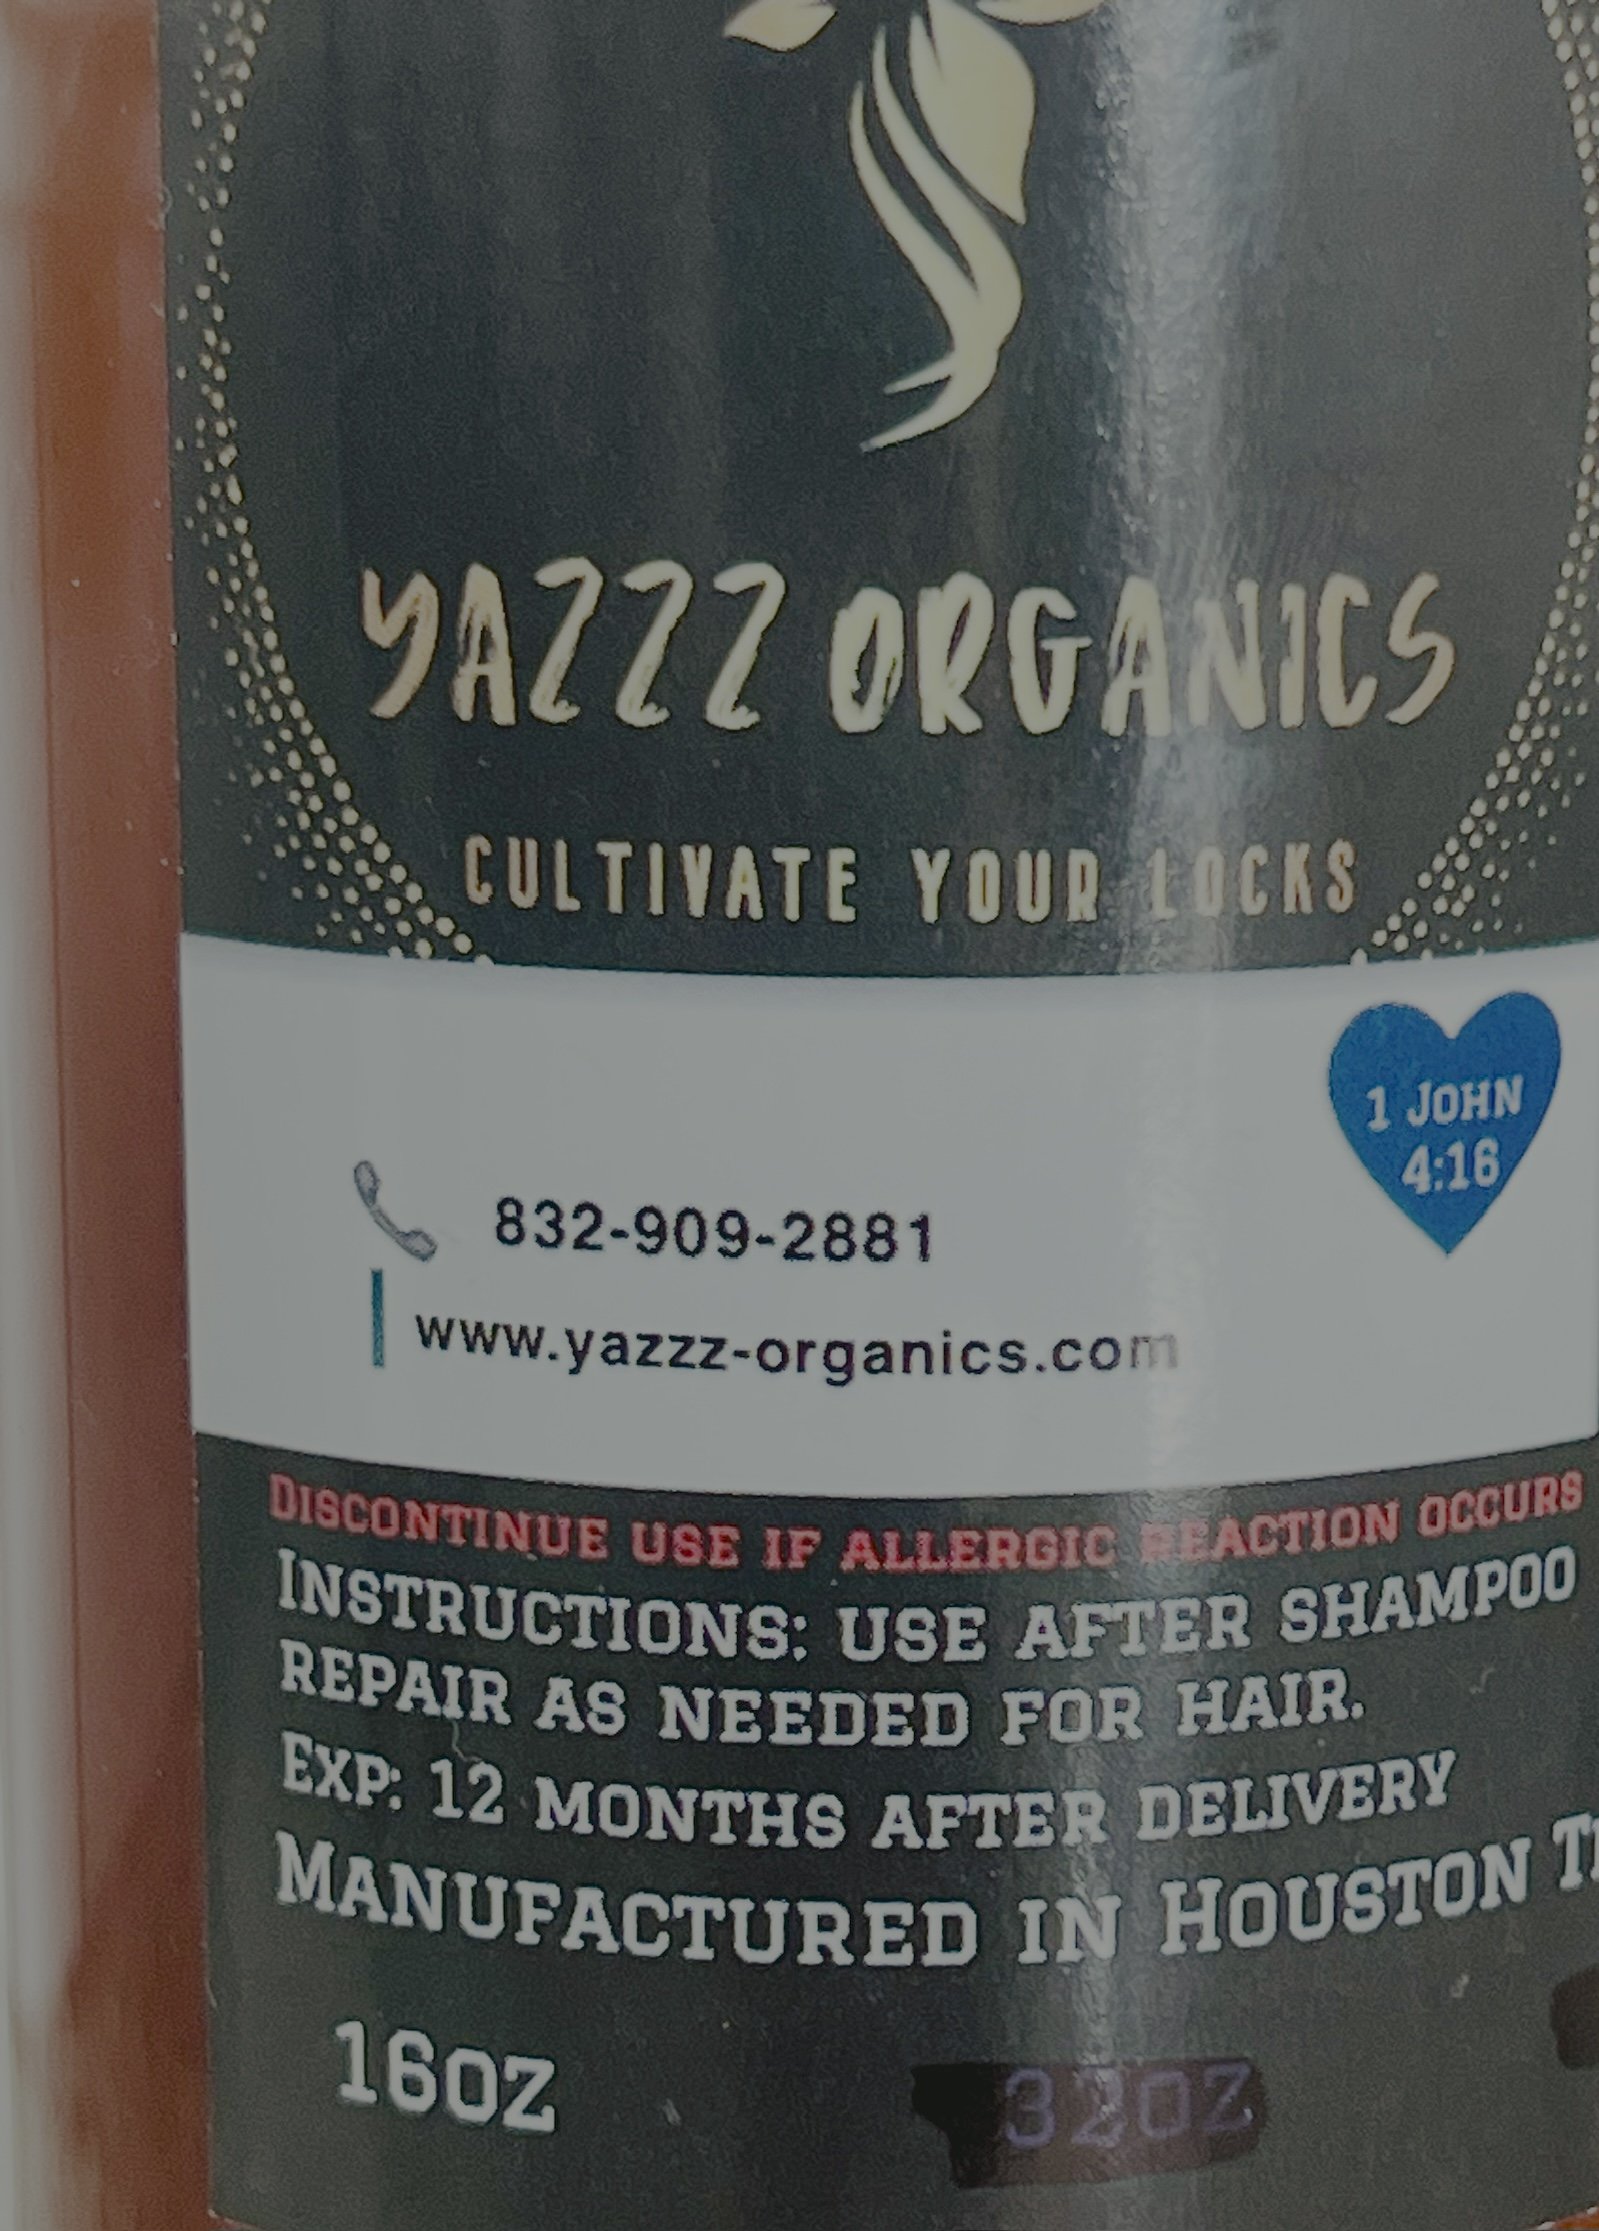 YAZZZ ORGANICS
CULTIVATE YOUR LOCKS
1 JOHN
4:16
832-909-2881
www.yazzz-organics.com
DISCONTINUE USE IF ALLERGIC REACTION OCCURS
INSTRUCTIONS: USE AFTER SHAMPOO
REPAIR AS NEEDED FOR HAIR.
EXP: 12 MONTHS AFTER DELIVERY
MANUFACTURED IN HOUSTON
16OZ
32OZ